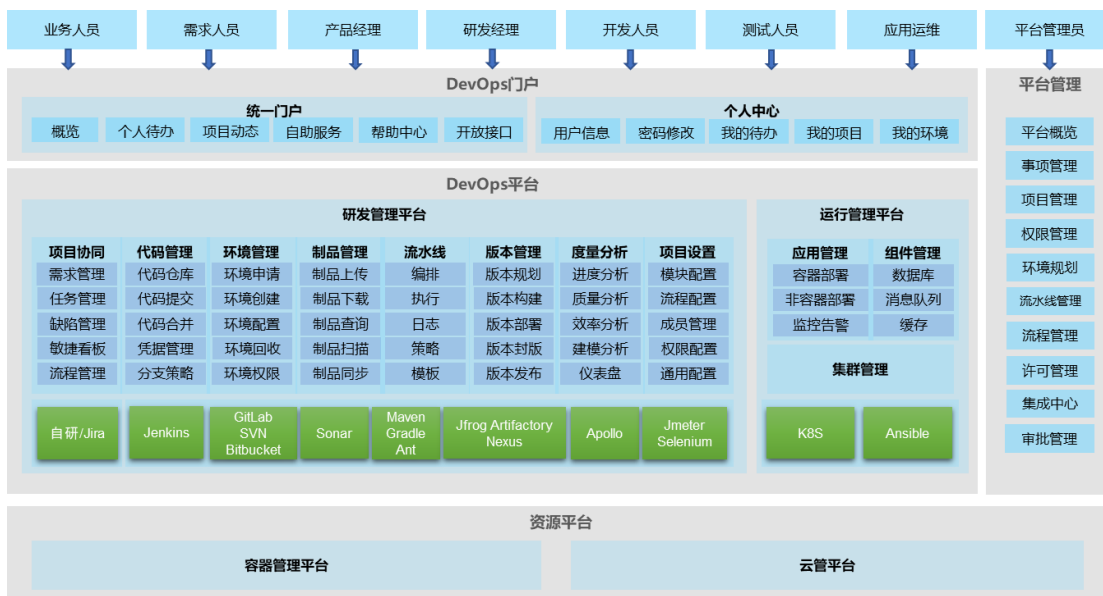 业务人员
需求人员
产品经理
研发经理
开发人员
测试人员
应用运维
平台管理员
DevOps门户
统一门户
概览
个人待办
项目动态
自助服务
帮助中心
开放接口
个人中心
用户信息
密码修改
我的待办
我的项目
我的环境
DevOps平台
研发管理平台
项目协同
需求管理
任务管理
缺陷管理
敏捷看板
流程管理
代码管理
代码仓库
代码提交
代码合并
凭据管理
分支策略
环境管理
环境申请
环境创建
环境配置
环境回收
环境权限
制品管理
制品上传
制品下载
制品查询
制品扫描
制品同步
流水线
编排
执行
日志
策略
模板
版本管理
版本规划
版本构建
版本部署
版本封版
版本发布
度量分析
进度分析
质量分析
效率分析
建模分析
仪表盘
项目设置
模块配置
流程配置
成员管理
权限配置
通用配置
自研/Jira
Jenkins
GitLab
SVN
Bitbucket
Sonar
Maven
Gradle
Ant
Jfrog Artifactory
Nexus
Apollo
Jmeter
Selenium
运行管理平台
应用管理
容器部署
非容器部署
监控告警
组件管理
数据库
消息队列
缓存
集群管理
K8S
Ansible
平台管理
平台概览
事项管理
项目管理
权限管理
环境规划
流水线管理
流程管理
许可管理
集成中心
审批管理
资源平台
容器管理平台
云管平台